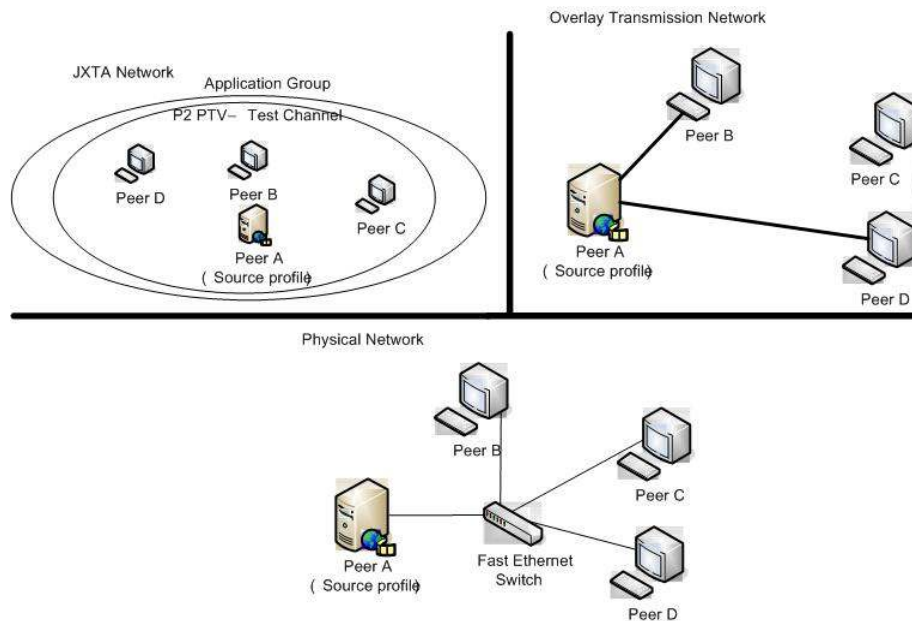 Overlay Transmission Network
JXTA Network
Application Group
P2 PTV– Test Channel
Peer D
Peer B
Peer C
Peer A
( Source profile)
Peer B
Peer C
Peer A
( Source profile)
Peer D
Physical Network
Peer B
Peer C
Peer A
( Source profile)
Fast Ethernet
Switch
Peer D